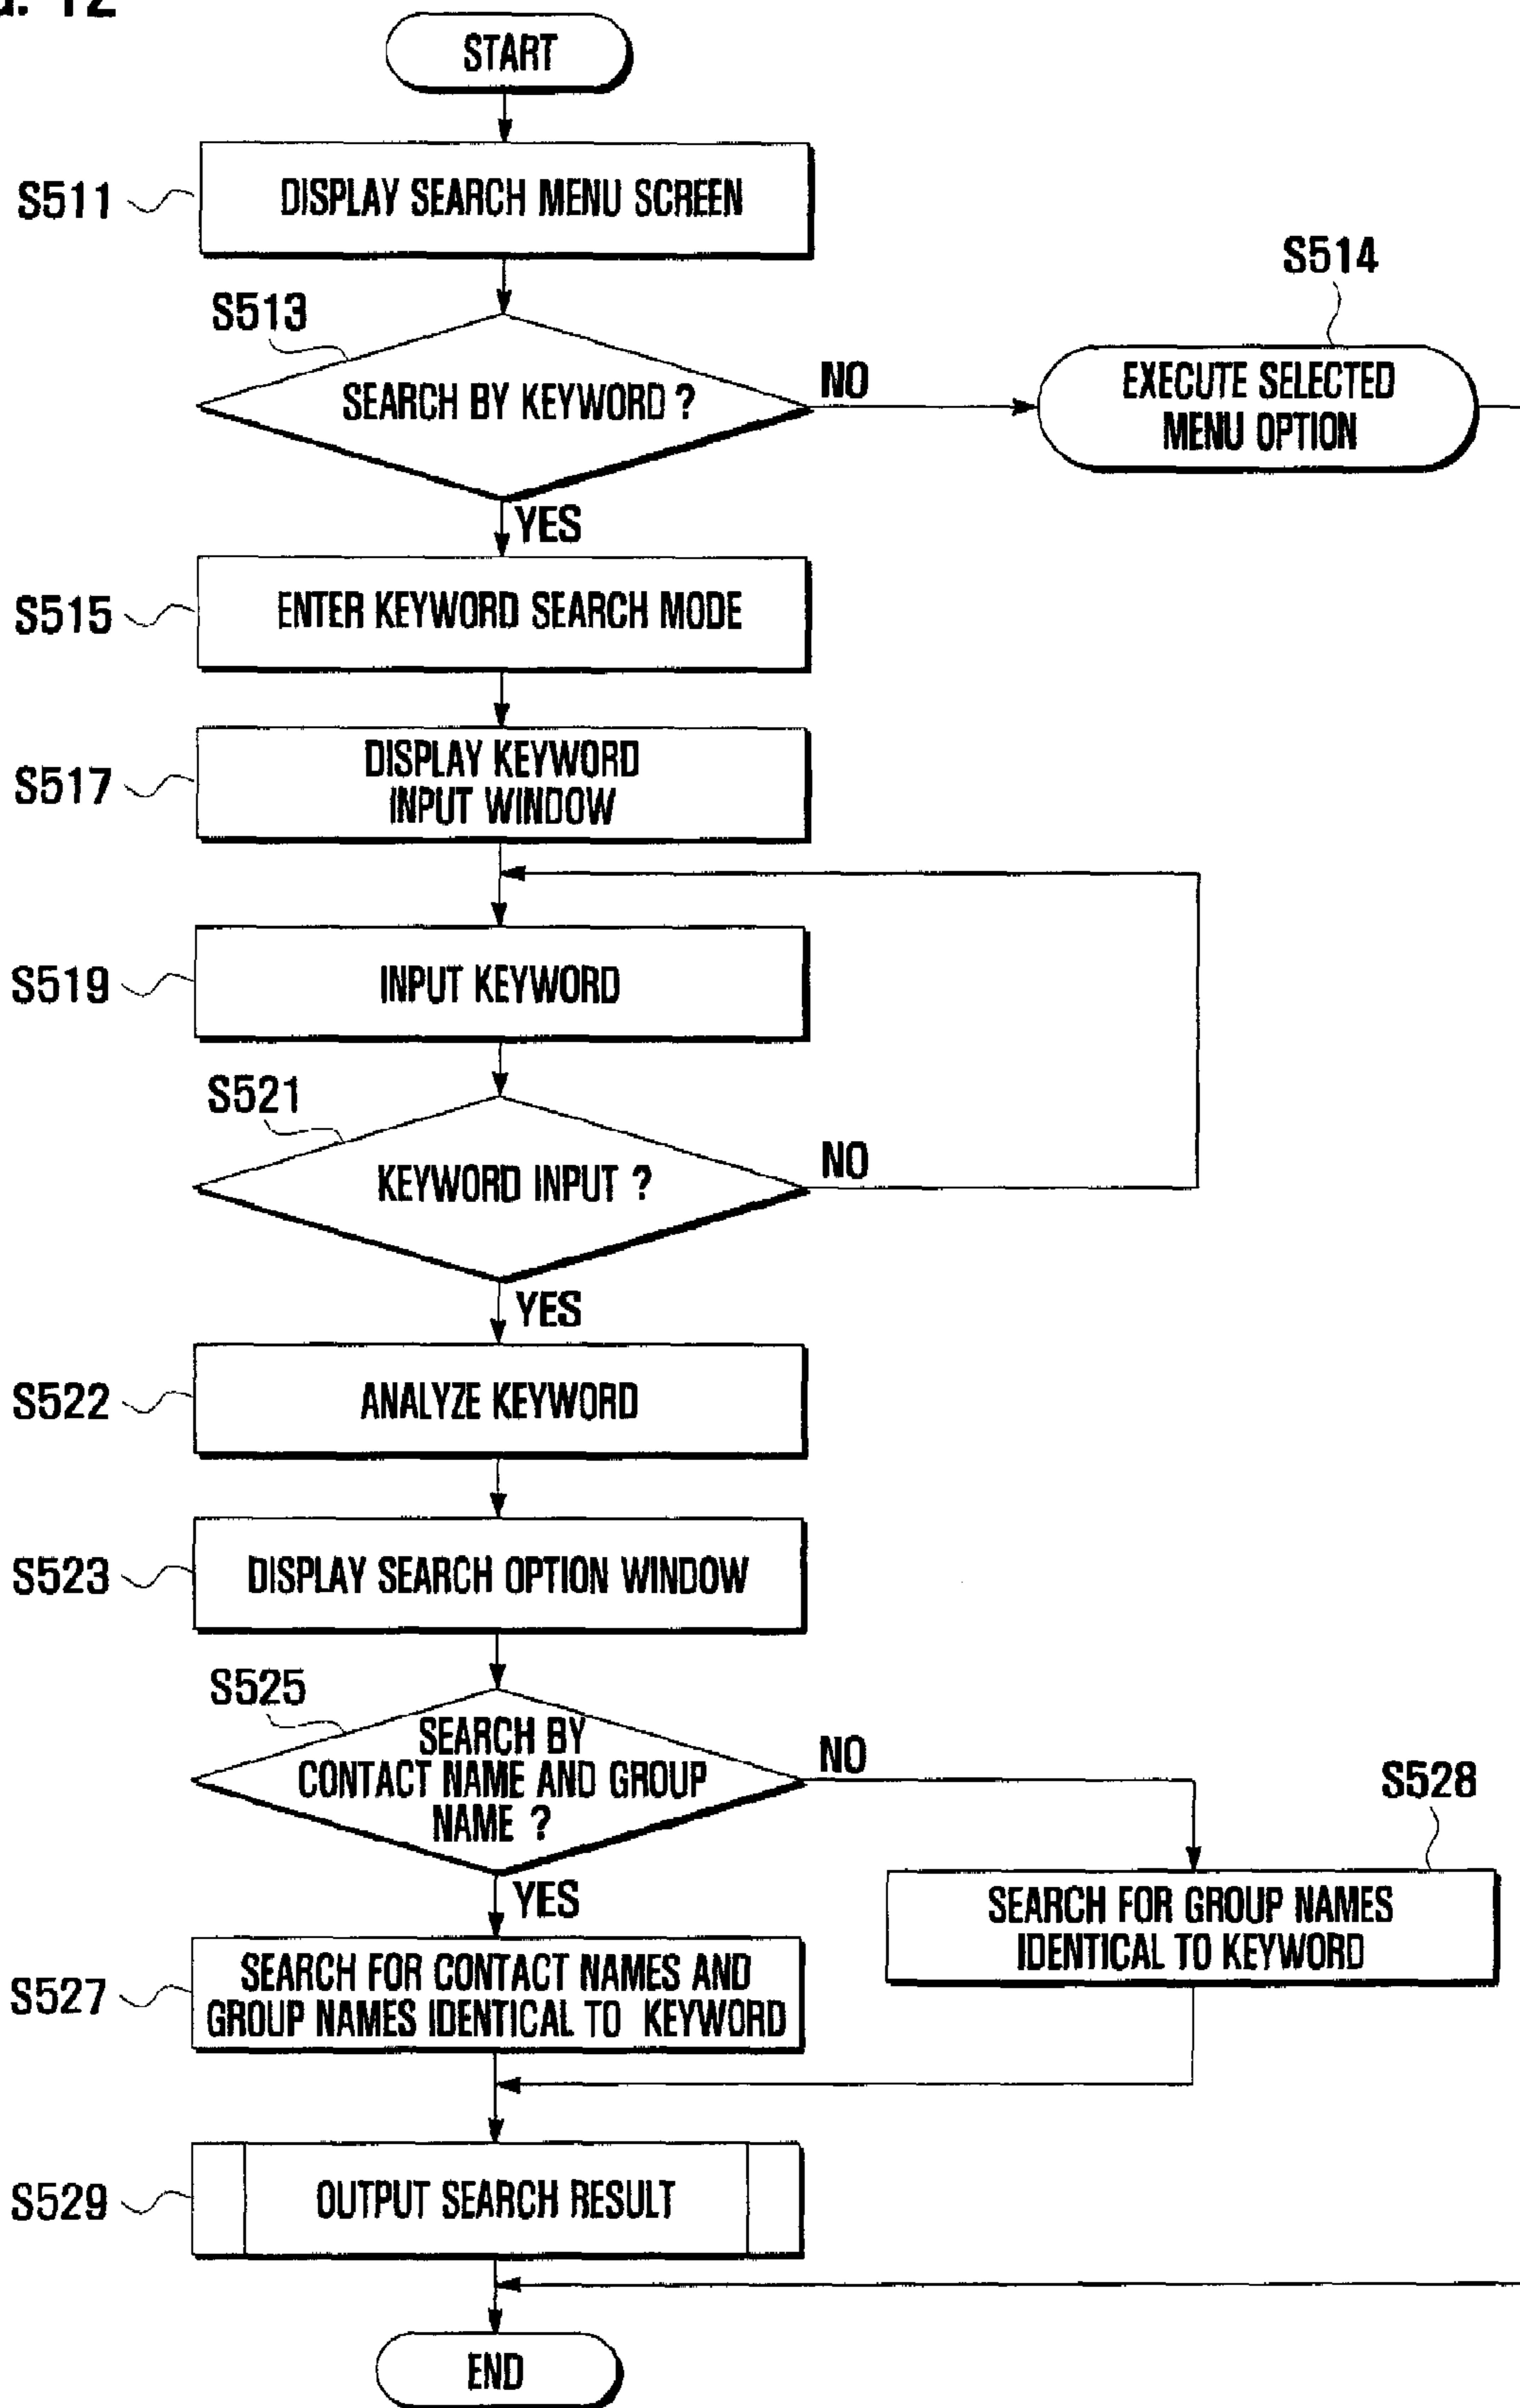 12
START
S511
DISPLAY SEARCH MENU SCREEN
S513
SEARCH BY KEYWORD ?
NO
S514
EXECUTE SELECTED
MENU OPTION
YES
S515
ENTER KEYWORD SEARCH MODE
S517
DISPLAY KEYWORD
INPUT WINDOW
S519
INPUT KEYWORD
S521
KEYWORD INPUT ?
NO
YES
S522
ANALYZE KEYWORD
S523
DISPLAY SEARCH OPTION WINDOW
S525
SEARCH BY
CONTACT NAME AND GROUP
NAME ?
NO
S528
SEARCH FOR GROUP NAMES
IDENTICAL TO KEYWORD
YES
S527
SEARCH FOR CONTACT NAMES AND
GROUP NAMES IDENTICAL TO KEYWORD
S529
OUTPUT SEARCH RESULT
END